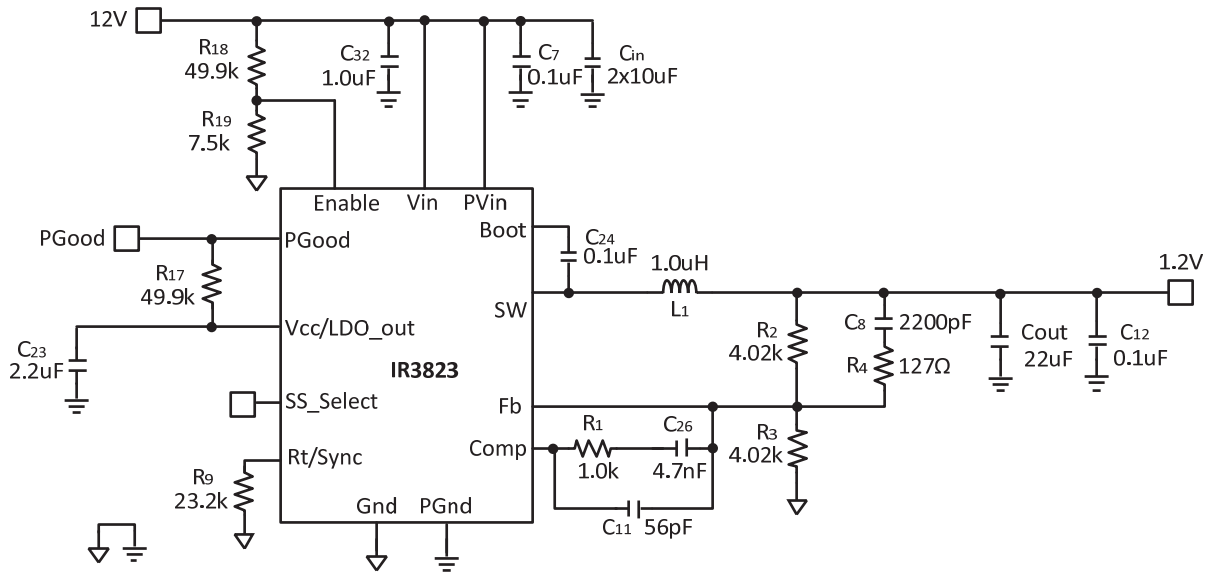 12V
R18
49.9k
C32
1.0uF
C7
0.1uF
Cin
2x10uF
R19
7.5k
Enable
Vin
PVin
Boot
PGood
PGood
C24
0.1uF
R17
49.9k
1.0uH
L1
1.2V
SW
Vcc/LDO_out
C23
2.2uF
IR3823
R2
4.02k
C8
2200pF
R4
127Ω
Cout
22uF
C12
0.1uF
SS_Select
Fb
R1
1.0k
C26
4.7nF
R3
4.02k
Comp
Rt/Sync
R9
23.2k
Gnd
PGnd
C11
56pF